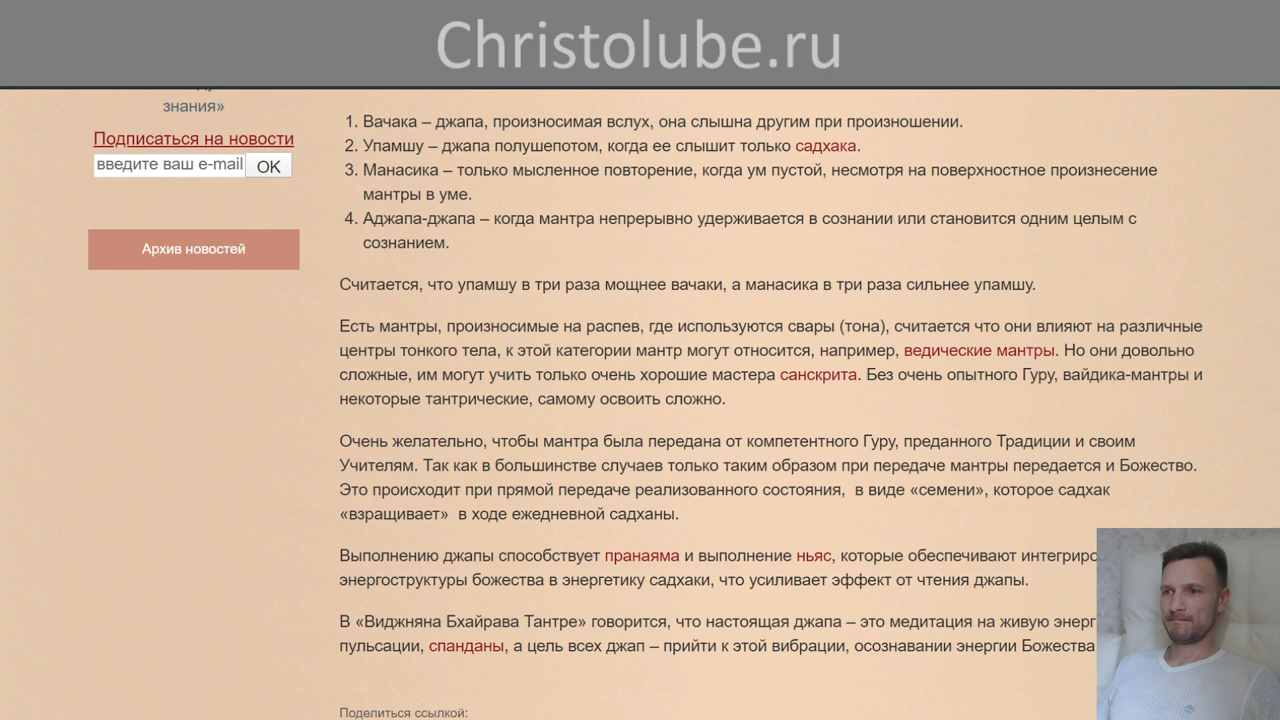 Christolube.ru
знания»
Подписаться на новости
введите ваш e-mail OK
Архив новостей
1. Вачака – джапа, произносимая вслух, она слышна другим при произношении.
2. Упамшу – джапа полушепотом, когда ее слышит только садхака.
3. Манасика – только мысленное повторение, когда ум пустой, несмотря на поверхностное произнесение
мантры в уме.
4. Аджапа-джапа – когда мантра непрерывно удерживается в сознании или становится одним целым с
сознанием.
Считается, что упамшу в три раза мощнее вачаки, а манасика в три раза сильнее упамшу.
Есть мантры, произносимые на распев, где используются свары (тона), считается что они влияют на различные
центры тонкого тела, к этой категории мантр могут относится, например, ведические мантры. Но они довольно
сложные, им могут учить только очень хорошие мастера санскрита. Без очень опытного Гуру, вайдика-мантры и
некоторые тантрические, самому освоить сложно.
Очень желательно, чтобы мантра была передана от компетентного Гуру, преданного Традиции и своим
Учителям. Так как в большинстве случаев только таким образом при передаче мантры передается и Божество.
Это происходит при прямой передаче реализованного состояния, в виде «семени», которое садхак
«взращивает» в ходе ежедневной садханы.
Выполнению джапы способствует пранаяма и выполнение ньяс, которые обеспечивают интегриро
энергоструктуры божества в энергетику садхаки, что усиливает эффект от чтения джапы.
В «Виджняна Бхайрава Тантре» говорится, что настоящая джапа – это медитация на живую энерг
пульсации, спанданы, а цель всех джап – прийти к этой вибрации, осознавании энергии Божества
Поделиться ссылкой: